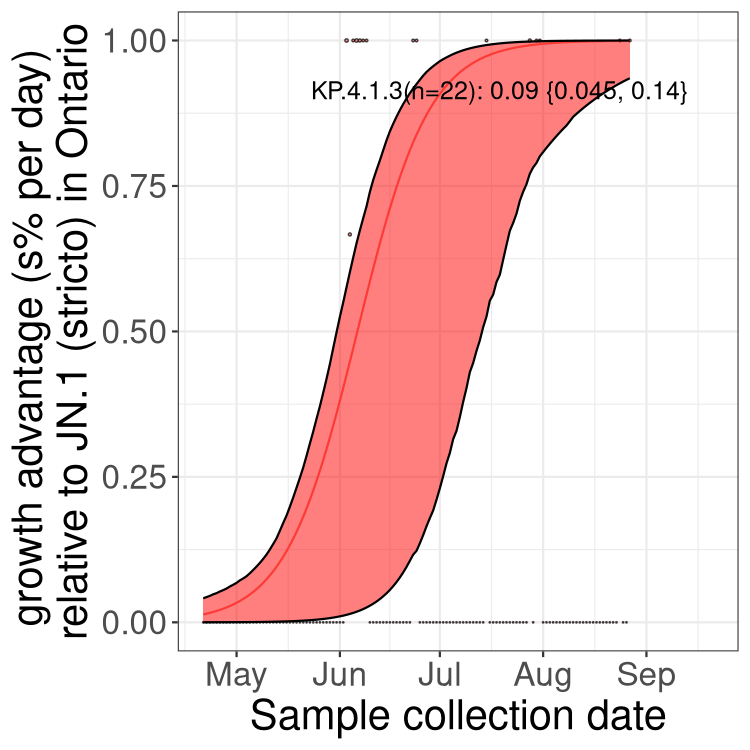 growth advantage (s% per day)
relative to JN.1 (stricto) in Ontario
1.00
0.75
0.50
0.25
0.00
KP.4.1.3(n=22): 0.09 {0.045, 0.14}
May Jun Jul Aug Sep
Sample collection date